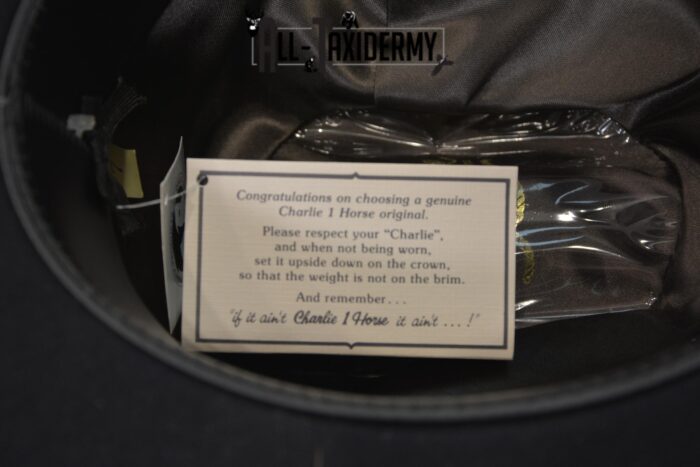 ALL-TAXIDERMY
Congratulations on choosing a genuine
Charlie 1 Horse original.
Please respect your "Charlie",
and when not being worn,
set it upside down on the crown,
so that the weight is not on the brim.
And remember...
"if it ain't Charlie 1 Horse it ain't ...!"